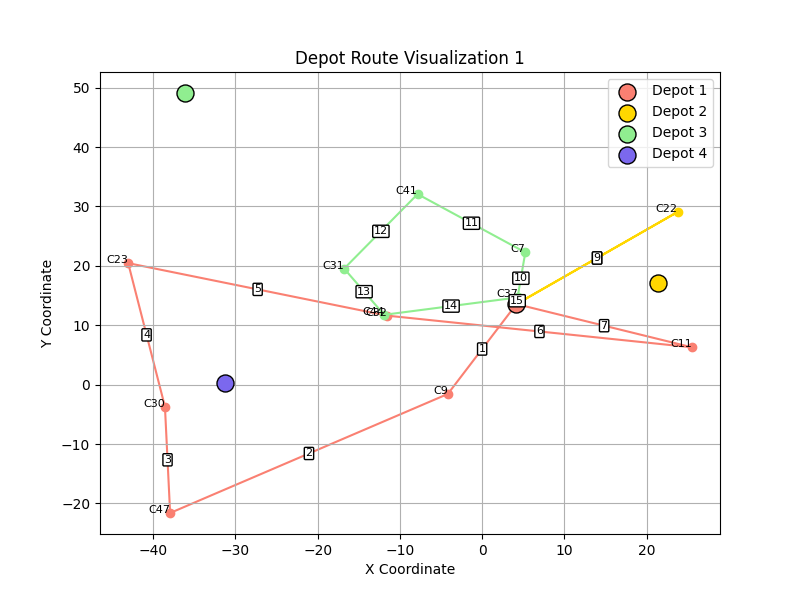 Depot Route Visualization 1
Depot 1
Depot 2
Depot 3
Depot 4
Y Coordinate
50
40
30
20
10
0
−10
−20
C41
C22
12
11
C7
9
C23
C31
10
5
13
C37
15
14
C44
4
7
6
C11
1
C9
C30
3
2
C47
−40
−30
−20
−10
0
10
20
X Coordinate